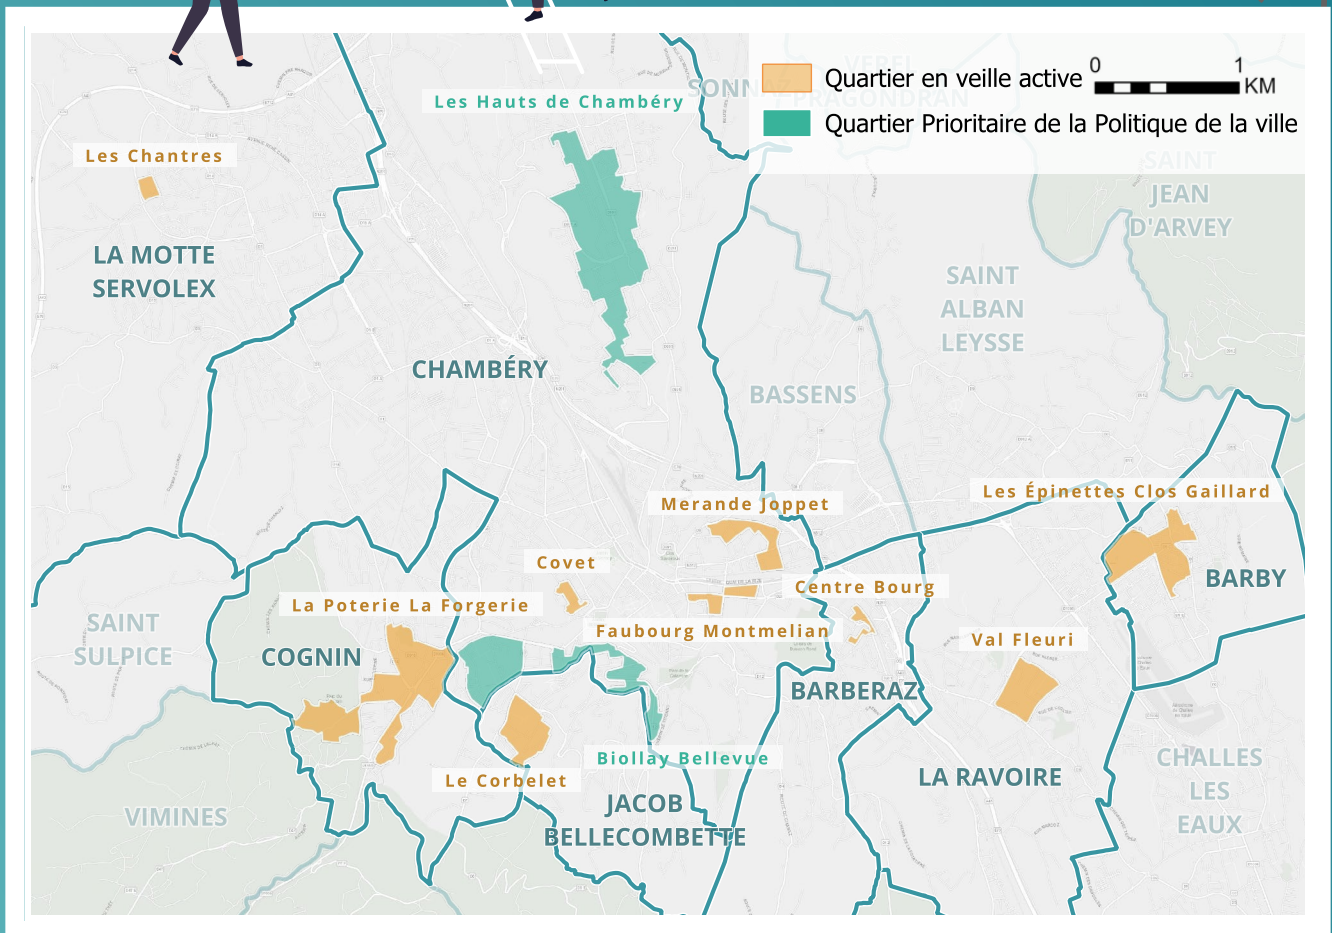 0 1
VEREL
Quartier en veille active
KM
SONN
PRAGONDRAN
Les Hauts de Chambéry
Quartier Prioritaire de la Politique de la ville
Les Chantres
SAINT
JEAN
D'ARVEY
LA MOTTE
SERVOLEX
SAINT
ALBAN
LEYSSE
CHAMBÉRY
BASSENS
Les Épinettes Clos Gaillard
Merande Joppet
Covet
BARBY
Centre Bourg
La Poterie La Forgerie
SAINT
SULPICE
Faubourg Montmelian
Val Fleuri
COGNIN
BARBERAZ
Biollay Bellevue
Le Corbelet
LA RAVOIRE
CHALLES
LES
EAUX
JACOB
BELLECOMBETTE
VIMINES